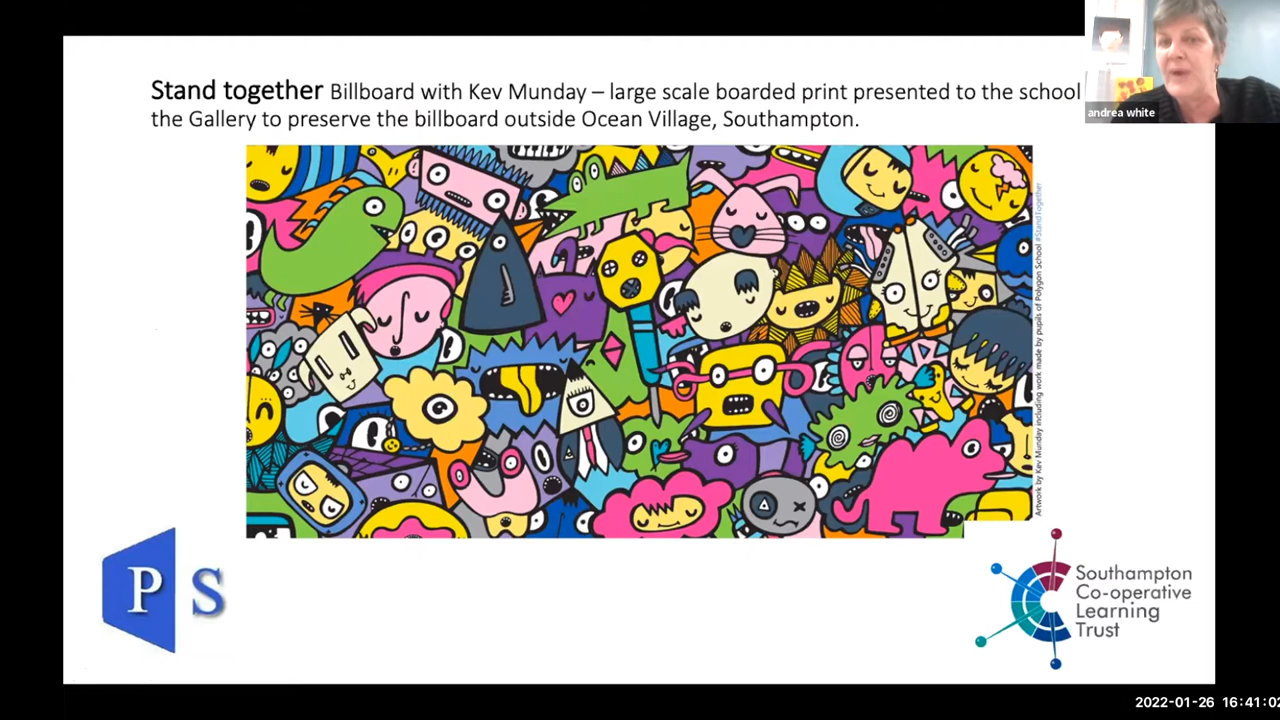 Stand together Billboard with Kev Munday – large scale boarded print presented to the school
the Gallery to preserve the billboard outside Ocean Village, Southampton.
andrea white
Artwork by Kev Munday including work made by pupils of Polygon School #StandTogether
P S
Southampton
Co-operative
Learning
Trust
2022-01-26 16:41:02